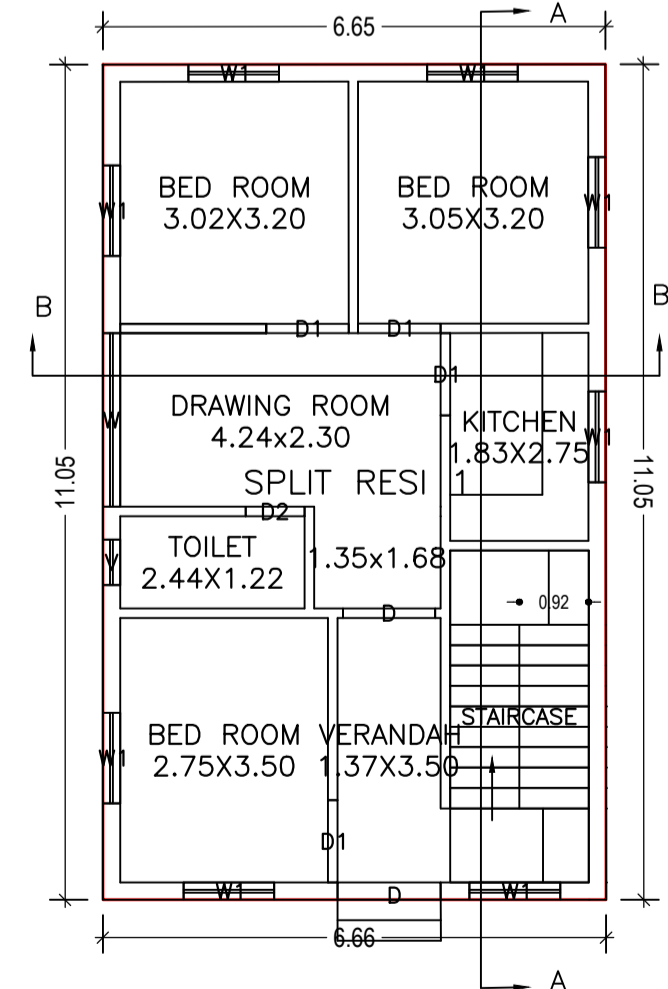 A
6.65
W1
W1
BED ROOM
3.02X3.20
BED ROOM
3.05X3.20
W1
W1
B
B
D1
D1
D1
DRAWING ROOM
4.24x2.30
W
KITCHEN
1.83X2.75
W1
SPLIT RESI 1
11.05
11.05
D2
TOILET
2.44X1.22
V
1.35x1.68
0.92
D
STAIRCASE
BED ROOM
2.75X3.50
VERANDAH
1.37X3.50
W1
D1
W1
D
W1
6.66
A